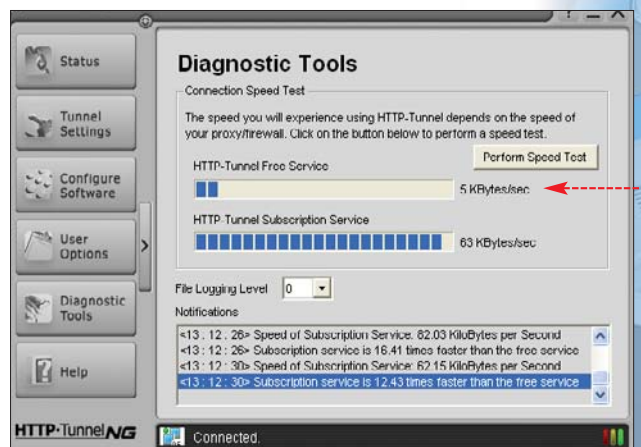 Status
Tunnel
Settings
Configure
Software
User
Options
Diagnostic
Tools
Help
HTTP-Tunnel NG
Diagnostic Tools
Connection Speed Test
The speed you will experience using HTTP-Tunnel depends on the speed of
your proxy/firewall. Click on the button below to perform a speed test.
Perform Speed Test
HTTP-Tunnel Free Service
5 KBytes/sec
HTTP-Tunnel Subscription Service
63 KBytes/sec
File Logging Level 0
Notifications
<13 : 12 : 26> Speed of Subscription Service: 82.03 KiloBytes per Second
<13 : 12 : 26> Subscription service is 16.41 times faster than the free service
<13 : 12 : 30> Speed of Subscription Service: 62.15 KiloBytes per Second
<13 : 12 : 30> Subscription service is 12.43 times faster than the free service
Connected.